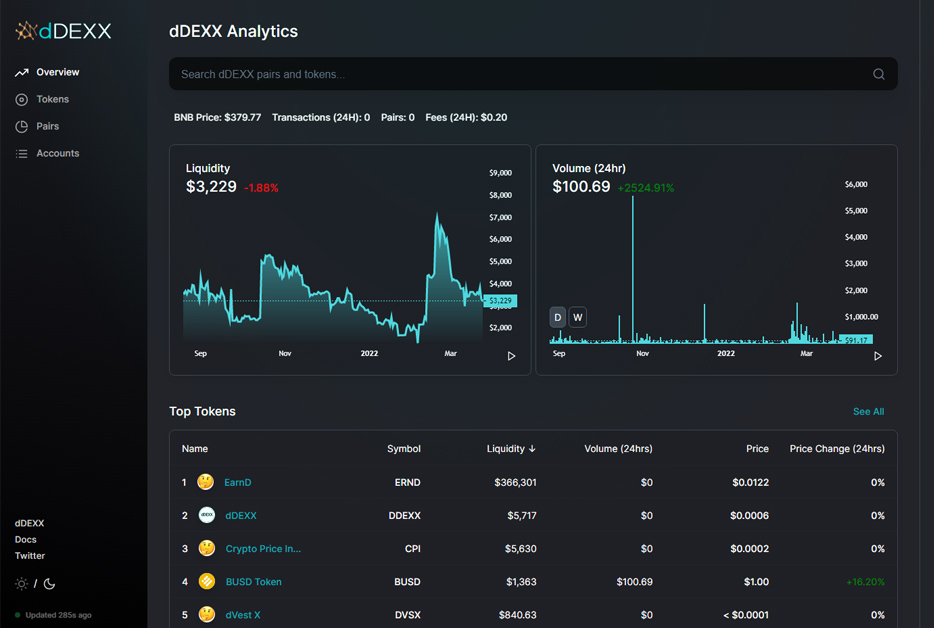 dDEXX
Overview
Tokens
Pairs
Accounts
dDEXX
Docs
Twitter
/
Updated 285s ago
dDEXX Analytics
Search dDEXX pairs and tokens...
BNB Price: $379.77 Transactions (24H): 0 Pairs: 0 Fees (24H): $0.20
Liquidity
$3,229 -1.88%
$9,000
$8,000
$7,000
$6,000
$5,000
$4,000
$3,229
$2,000
Sep Nov 2022 Mar
Volume (24hr)
$100.69 +2524.91%
$6,000
$5,000
$4,000
$3,000
$2,000
$1,000.00
$91.17
D W
Sep Nov 2022 Mar
Top Tokens See All
Name Symbol Liquidity ↓ Volume (24hrs) Price Price Change (24hrs)
1 EarnD ERND $366,301 $0 $0.0122 0%
2 dDEXX DDEXX $5,717 $0 $0.0006 0%
3 Crypto Price In... CPI $5,630 $0 $0.0002 0%
4 BUSD Token BUSD $1,363 $100.69 $1.00 +16.20%
5 dVest X DVSX $840.63 $0 < $0.0001 0%